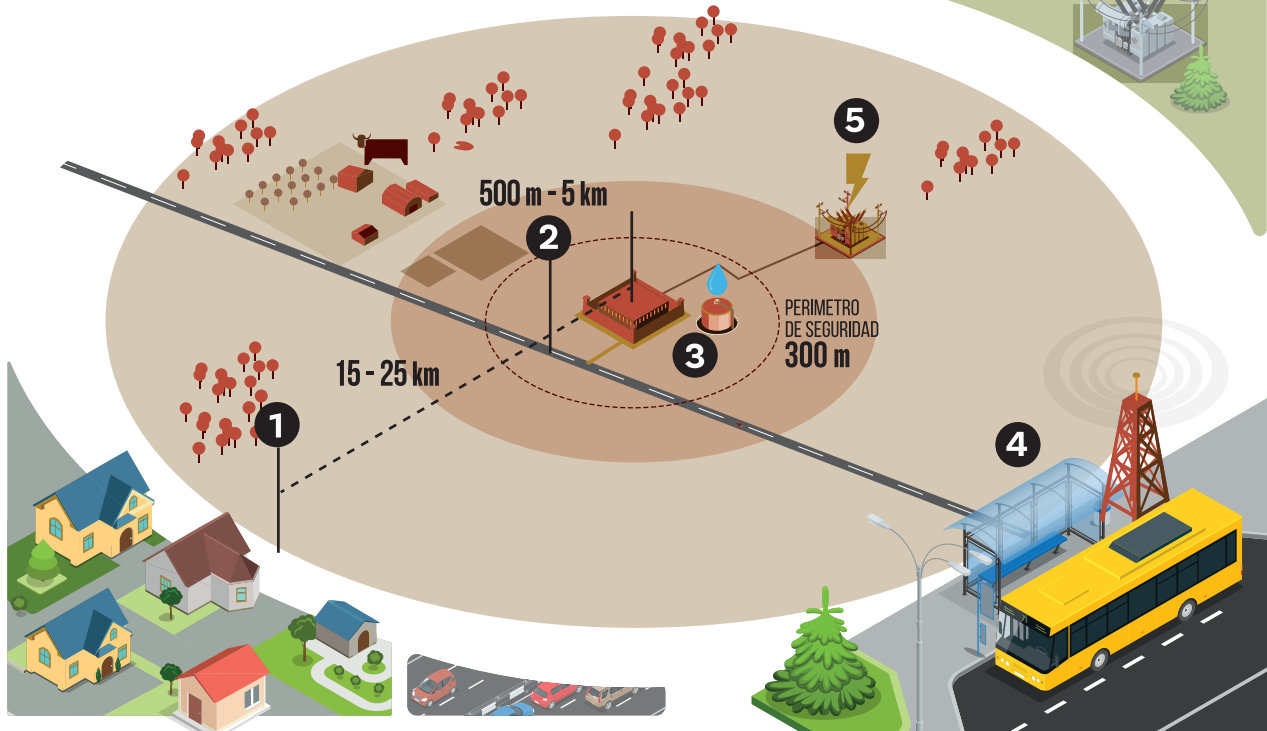 5
500 m - 5 km
2
PERIMETRO
DE SEGURIDAD
300 m
3
15 - 25 km
1
4